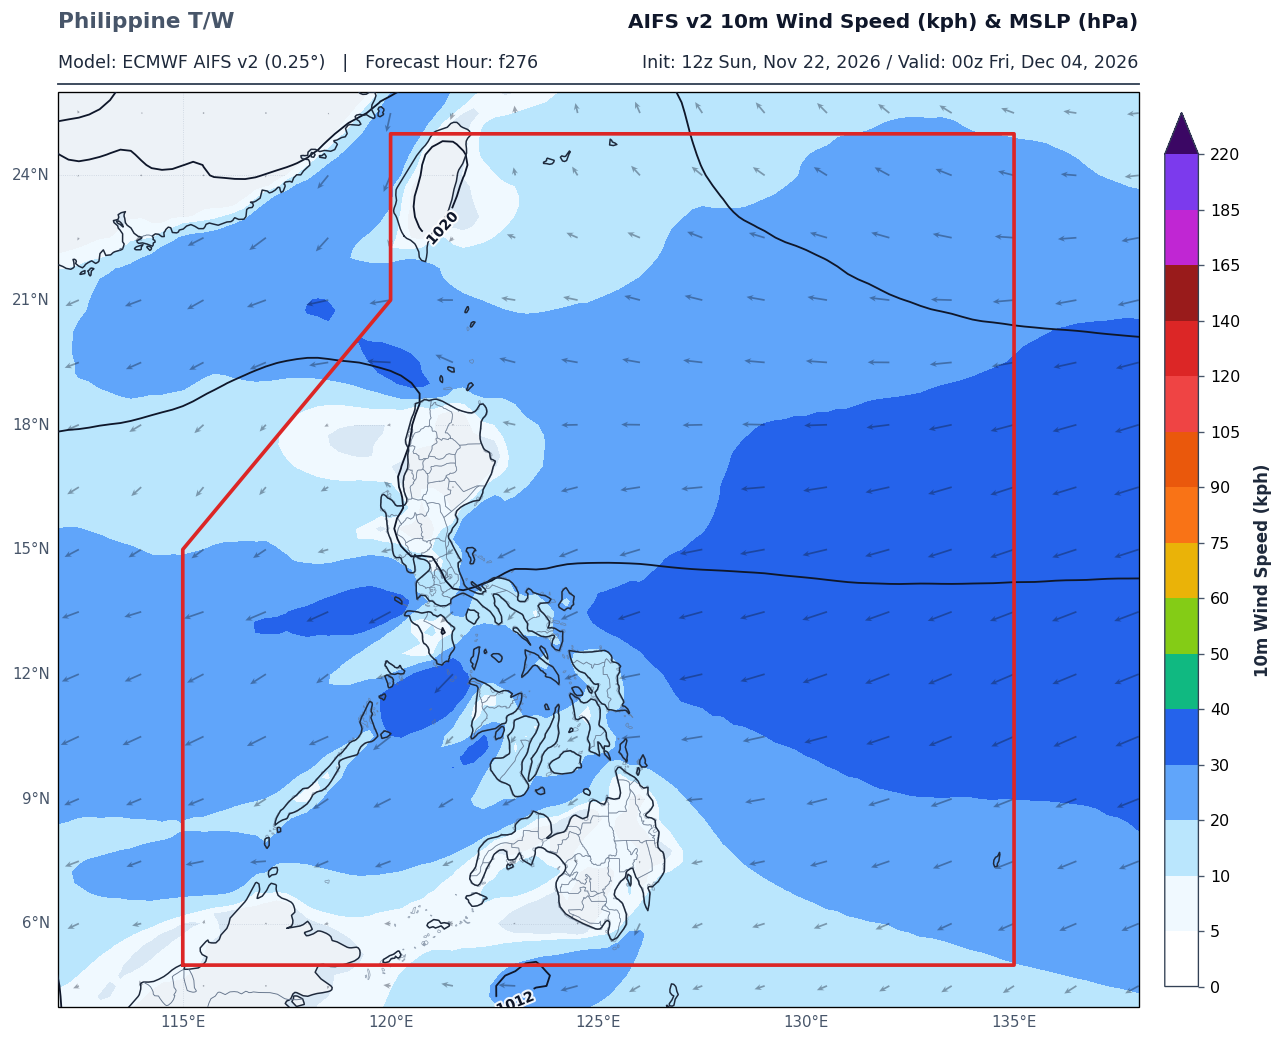 Philippine T/W
AIFS v2 10m Wind Speed (kph) & MSLP (hPa)
Model: ECMWF AIFS v2 (0.25°) | Forecast Hour: f276
Init: 12z Sun, Nov 22, 2026 / Valid: 00z Fri, Dec 04, 2026
24°N
21°N
18°N
15°N
12°N
9°N
6°N
115°E
120°E
125°E
130°E
135°E
1020
1012
220
185
165
140
120
105
90
75
60
50
40
30
20
10
5
0
10m Wind Speed (kph)